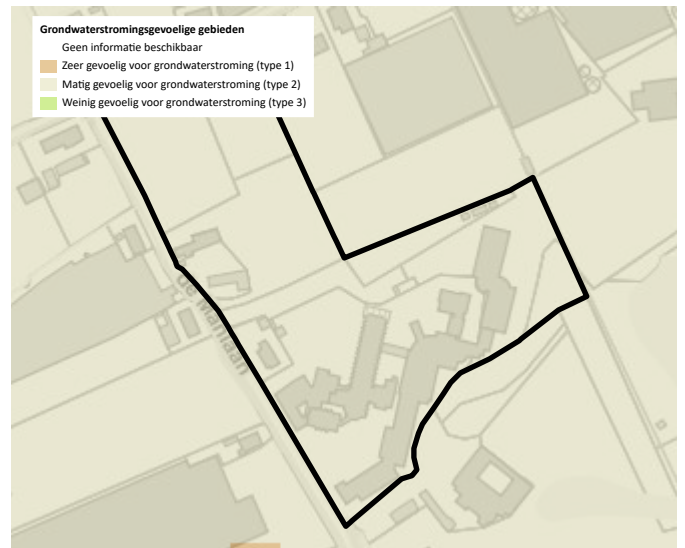 Grondwaterstromingsgevoelige gebieden
Geen informatie beschikbaar
Zeer gevoelig voor grondwaterstroming (type 1)
Matig gevoelig voor grondwaterstroming (type 2)
Weinig gevoelig voor grondwaterstroming (type 3)